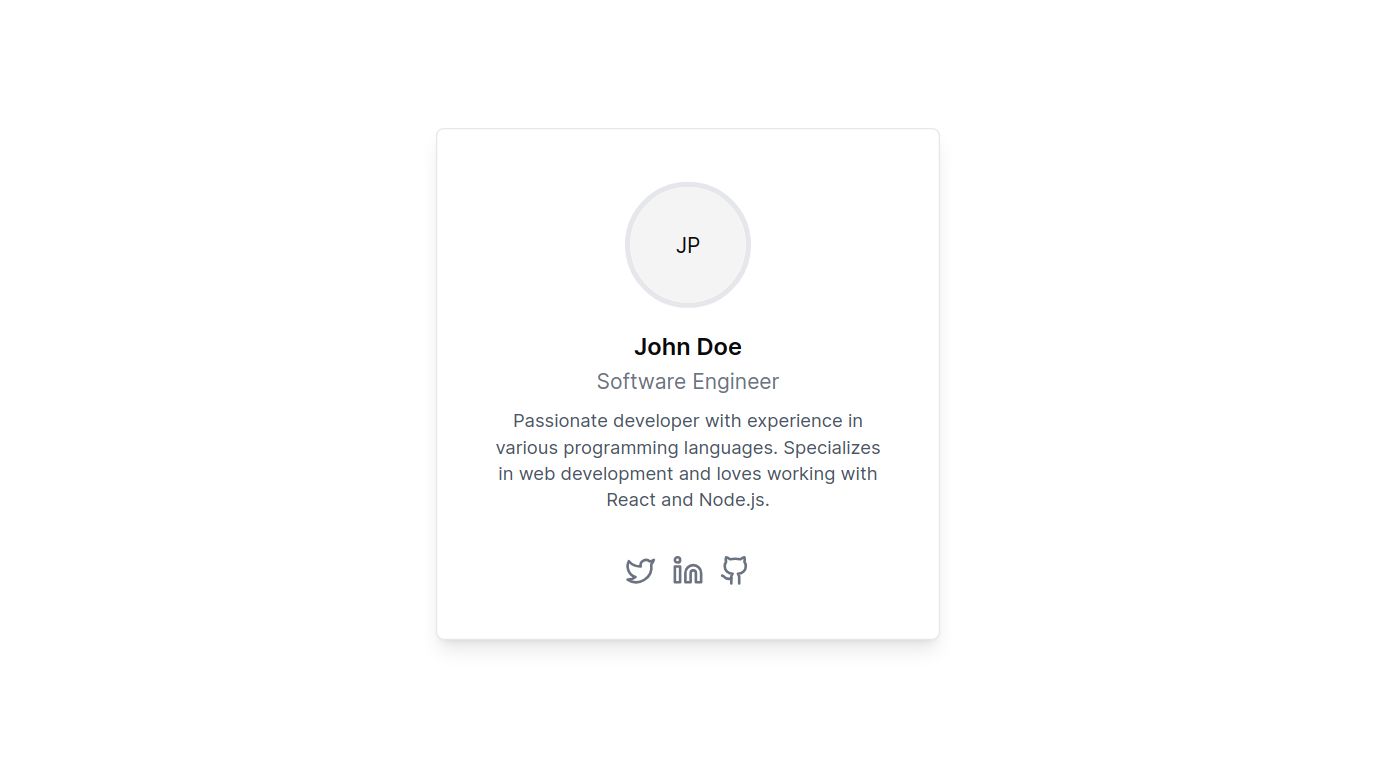 JP
John Doe
Software Engineer
Passionate developer with experience in
various programming languages. Specializes
in web development and loves working with
React and Node.js.